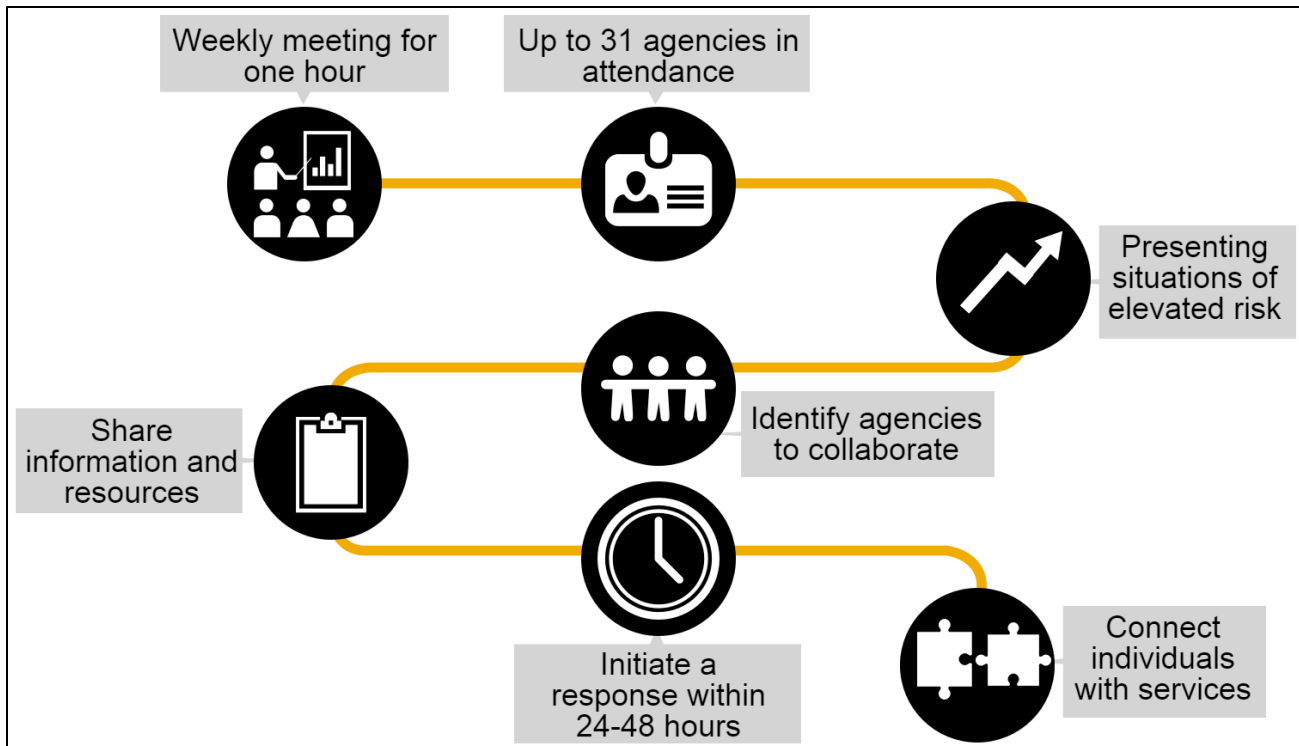 Weekly meeting for
one hour
Up to 31 agencies in
attendance
Presenting
situations of
elevated risk
Identify agencies
to collaborate
Share
information and
resources
Initiate a
response within
24-48 hours
Connect
individuals
with services